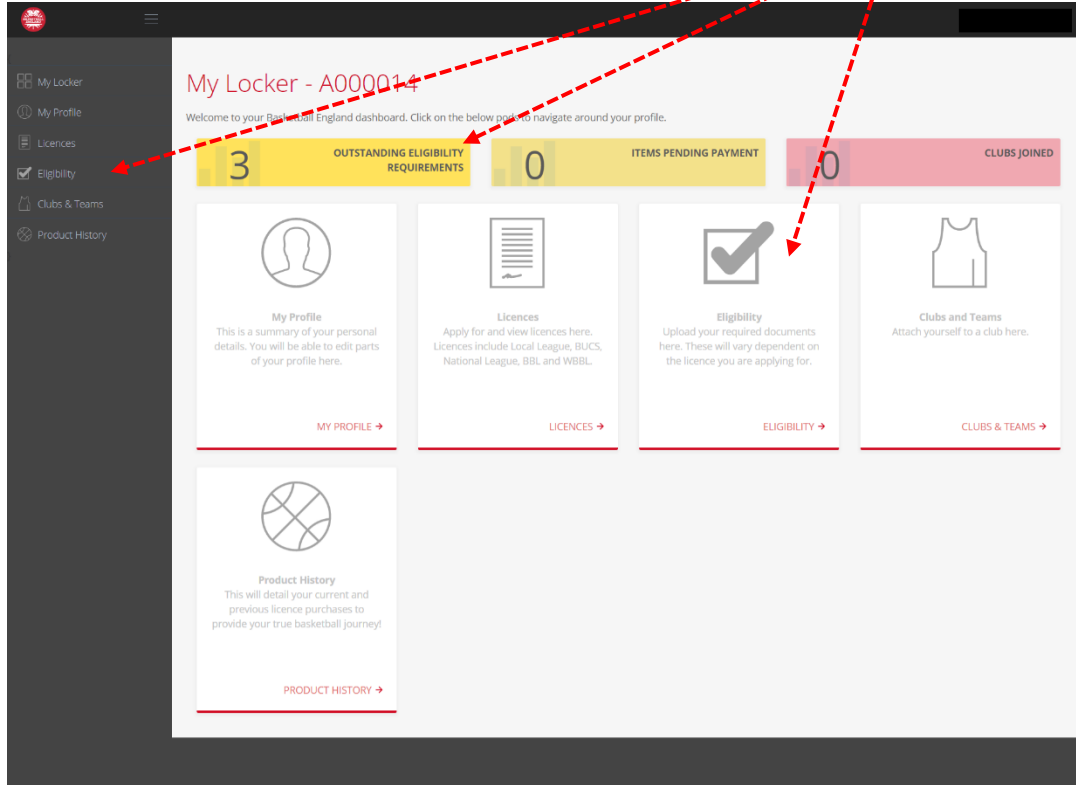 My Locker
My Profile
Licences
Eligibility
Clubs & Teams
Product History
My Locker - A000014
Welcome to your Basketball England dashboard. Click on the below pods to navigate around your profile.
3
OUTSTANDING ELIGIBILITY
REQUIREMENTS
0
ITEMS PENDING PAYMENT
0
CLUBS JOINED
My Profile
This is a summary of your personal
details. You will be able to edit parts
of your profile here.
MY PROFILE →
Licences
Apply for and view licences here.
Licences include Local League, BUCS,
National League, BBL and WBBL.
LICENCES →
Eligibility
Upload your required documents
here. These will vary dependent on
the licence you are applying for.
ELIGIBILITY →
Clubs and Teams
Attach yourself to a club here.
CLUBS & TEAMS →
Product History
This will detail your current and
previous licence purchases to
provide your true basketball journey!
PRODUCT HISTORY →